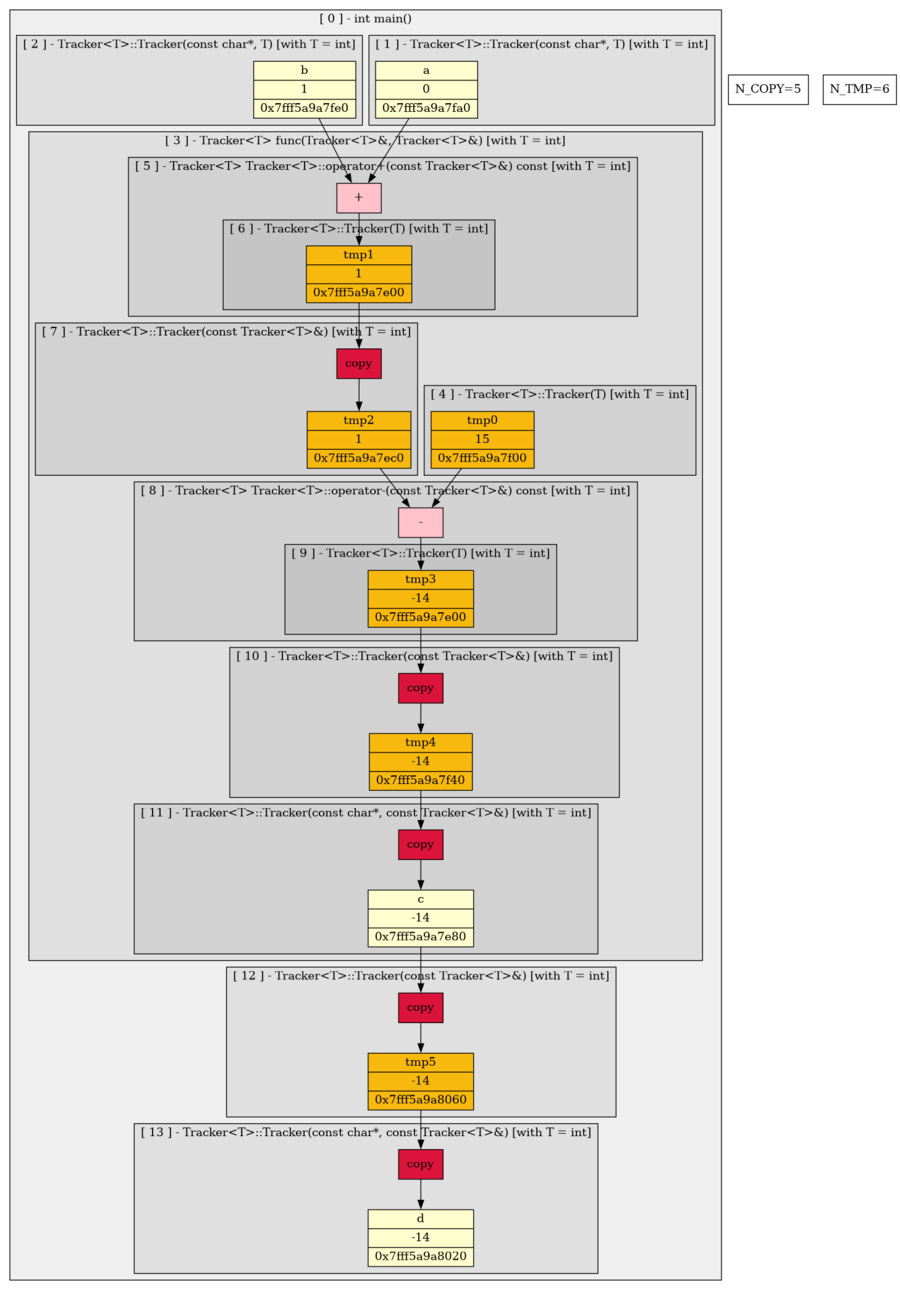 [ 0 ] - int main()
[ 2 ] - Tracker<T>::Tracker(const char*, T) [with T = int]
[ 1 ] - Tracker<T>::Tracker(const char*, T) [with T = int]
b
1
0x7fff5a9a7fe0
a
0
0x7fff5a9a7fa0
N_COPY=5
N_TMP=6
[ 3 ] - Tracker<T> func(Tracker<T>&, Tracker<T>&) [with T = int]
[ 5 ] - Tracker<T> Tracker<T>::operator+(const Tracker<T>&) const [with T = int]
+
[ 6 ] - Tracker<T>::Tracker(T) [with T = int]
tmp1
1
0x7fff5a9a7e00
[ 7 ] - Tracker<T>::Tracker(const Tracker<T>&) [with T = int]
copy
tmp2
1
0x7fff5a9a7ec0
[ 4 ] - Tracker<T>::Tracker(T) [with T = int]
tmp0
15
0x7fff5a9a7f00
[ 8 ] - Tracker<T> Tracker<T>::operator-(const Tracker<T>&) const [with T = int]
-
[ 9 ] - Tracker<T>::Tracker(T) [with T = int]
tmp3
-14
0x7fff5a9a7e00
[ 10 ] - Tracker<T>::Tracker(const Tracker<T>&) [with T = int]
copy
tmp4
-14
0x7fff5a9a7f40
[ 11 ] - Tracker<T>::Tracker(const char*, const Tracker<T>&) [with T = int]
copy
c
-14
0x7fff5a9a7e80
[ 12 ] - Tracker<T>::Tracker(const Tracker<T>&) [with T = int]
copy
tmp5
-14
0x7fff5a9a8060
[ 13 ] - Tracker<T>::Tracker(const char*, const Tracker<T>&) [with T = int]
copy
d
-14
0x7fff5a9a8020